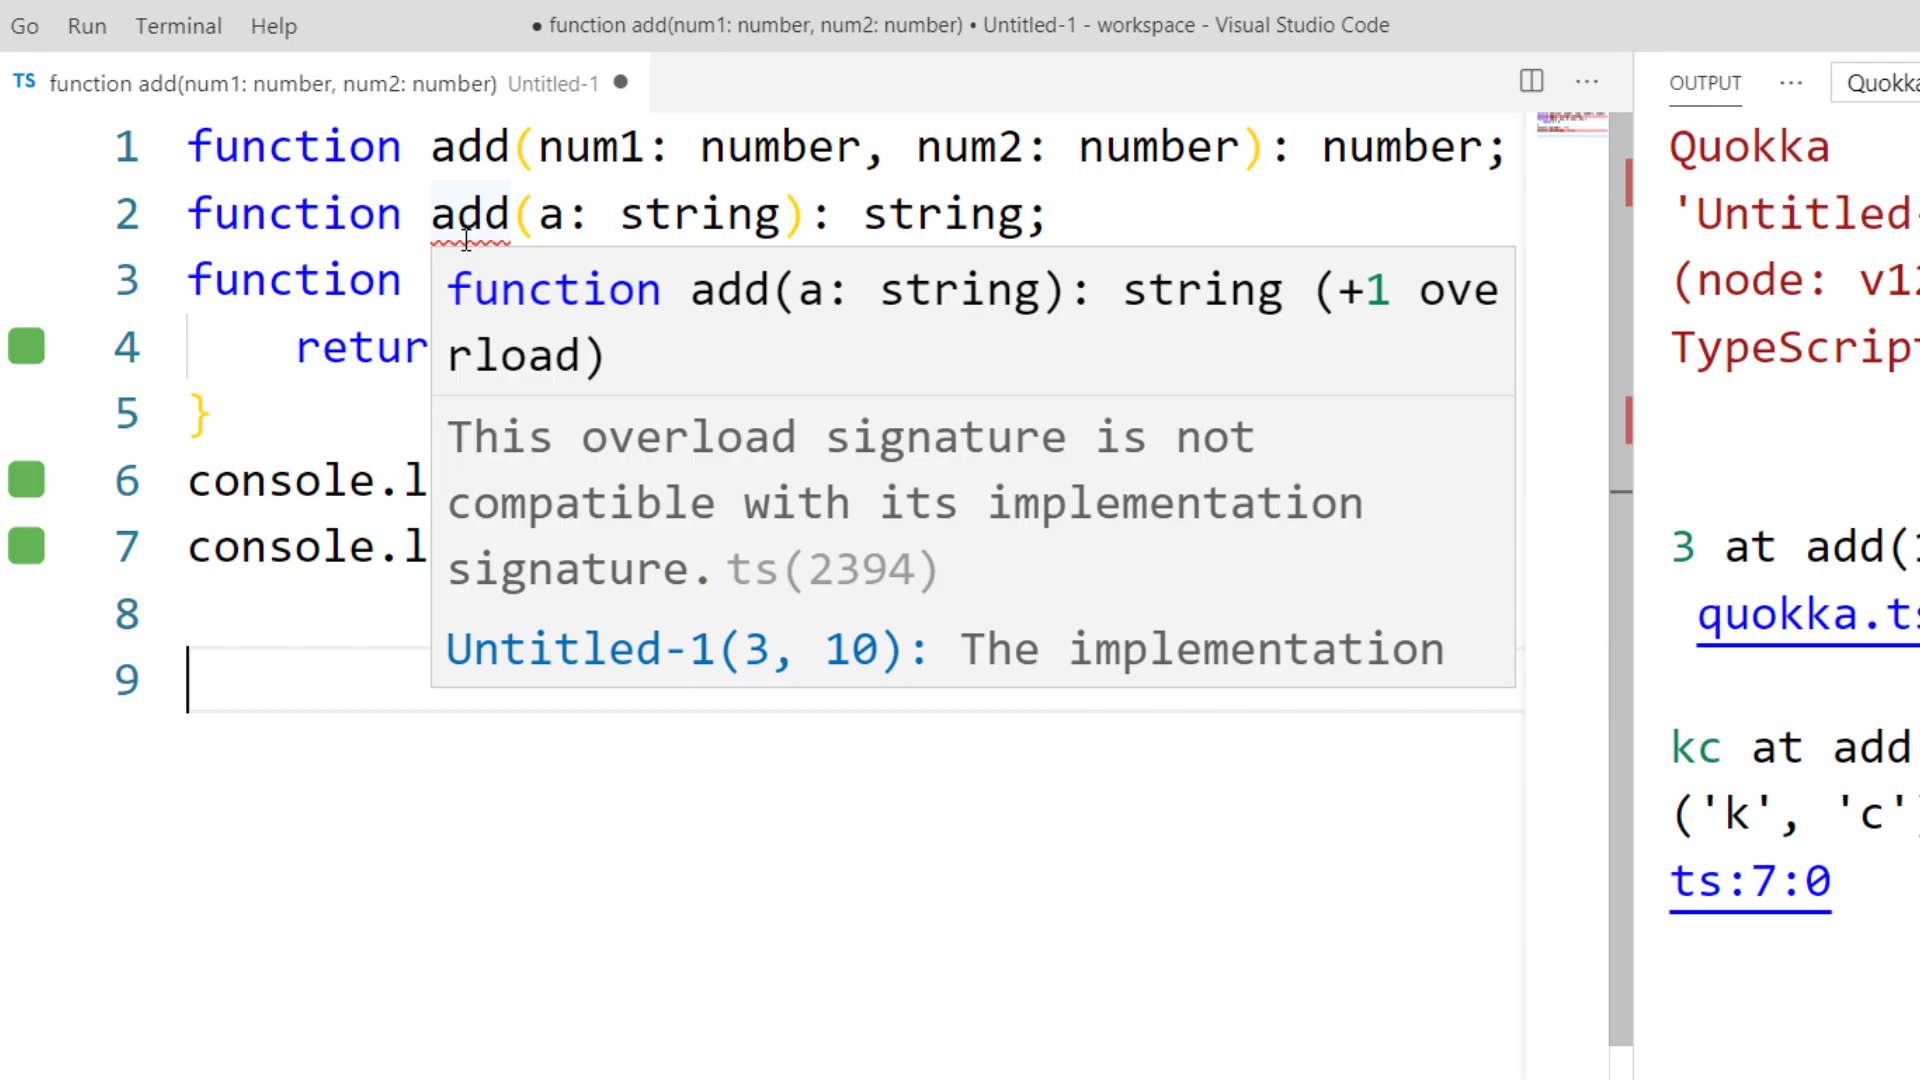 Go Run Terminal Help ● function add(num1: number, num2: number) • Untitled-1 - workspace - Visual Studio Code
TS function add(num1: number, num2: number) Untitled-1
OUTPUT ··· Quokka
1 function add(num1: number, num2: number): number;
2 function add(a: string): string;
3 function
4 retur
5 }
6 console.l
7 console.l
8
9
function add(a: string): string (+1 ove
rload)
This overload signature is not
compatible with its implementation
signature. ts(2394)
Untitled-1(3, 10): The implementation
Quokka
'Untitled-
(node: v12
TypeScript
3 at add(1
quokka.ts
kc at add
('k', 'c')
ts:7:0